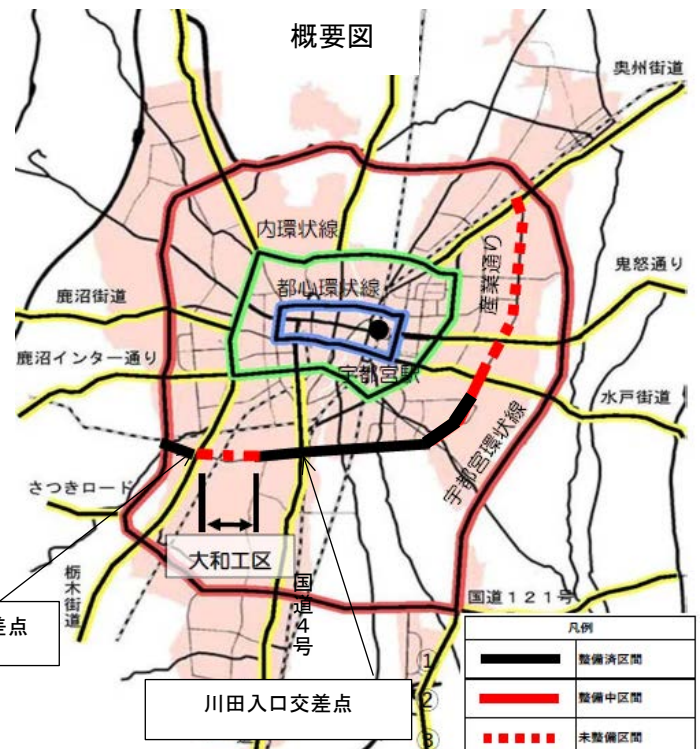 概要図
奥州街道
内環状線
産業通り
鬼怒通り
都心環状線
鹿沼街道
宇都宮駅
鹿沼インター通り
水戸街道
宇都宮環状線
さつきロード
大和工区
栃木街道
国道4号
国道121号
差点
川田入口交差点
①
②
③
凡例
整備済区間
整備中区間
未整備区間